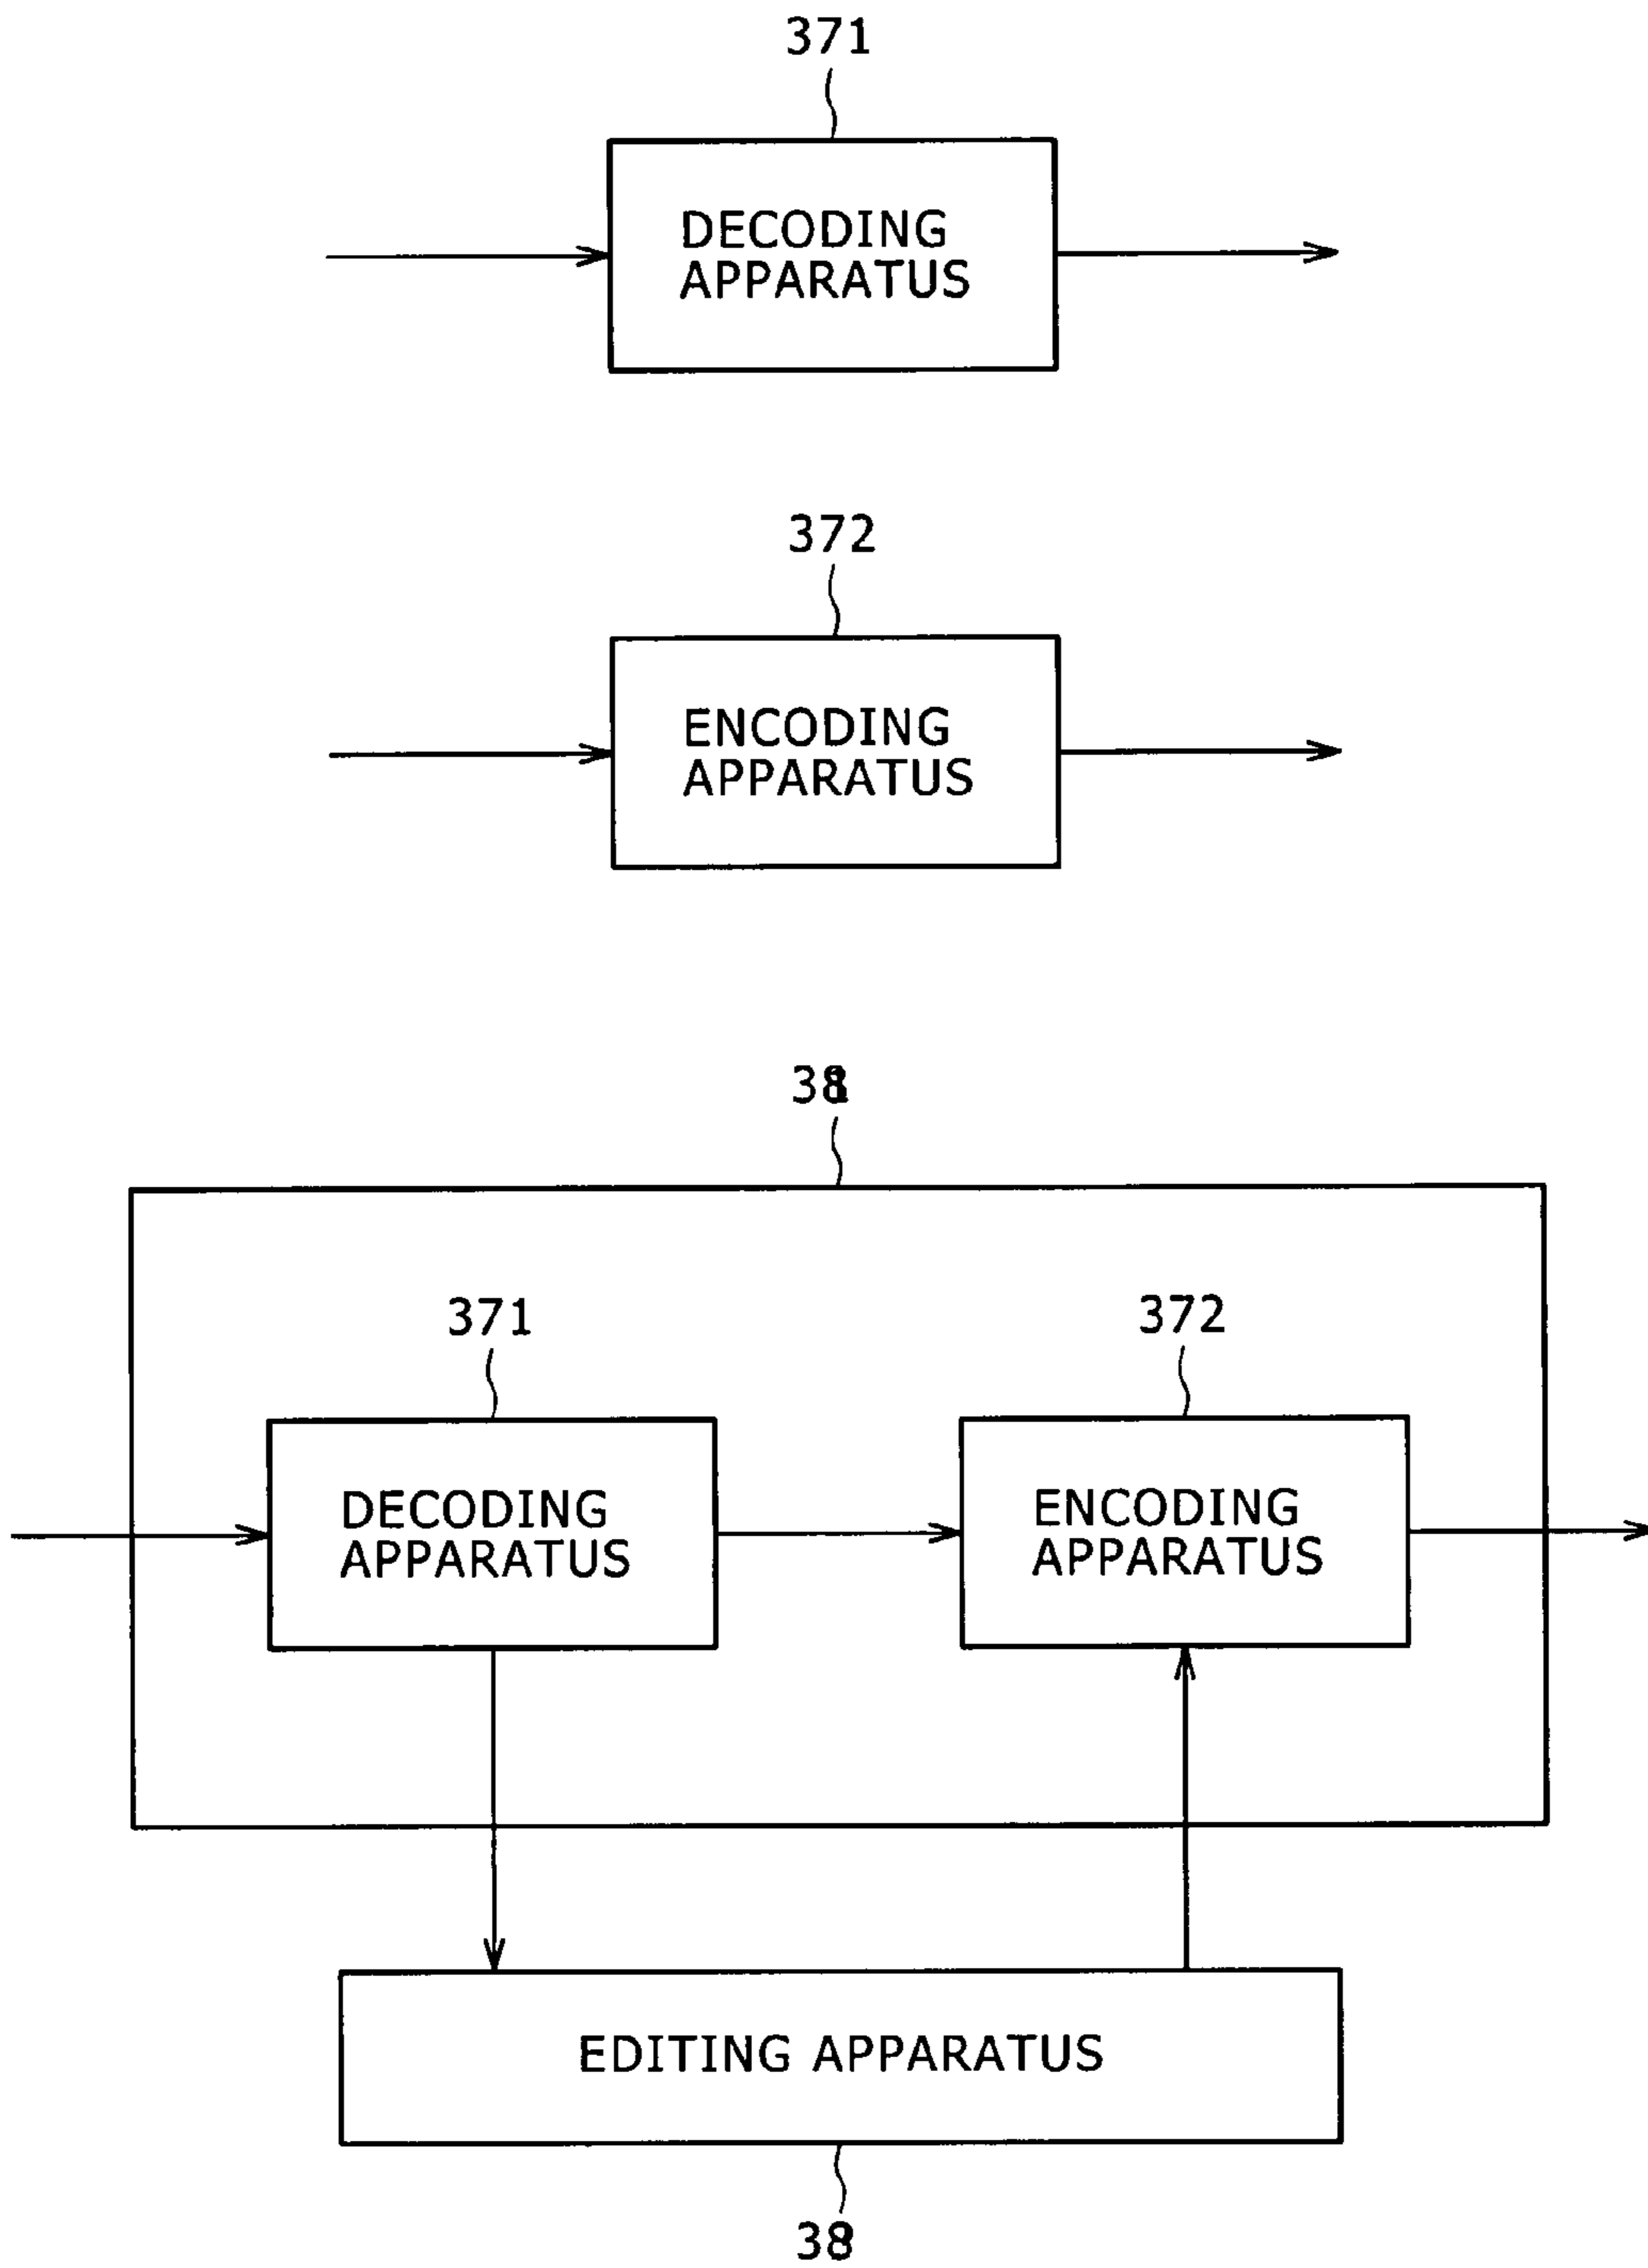 371
DECODING
APPARATUS
372
ENCODING
APPARATUS
371
372
DECODING
APPARATUS
ENCODING
APPARATUS
EDITING APPARATUS